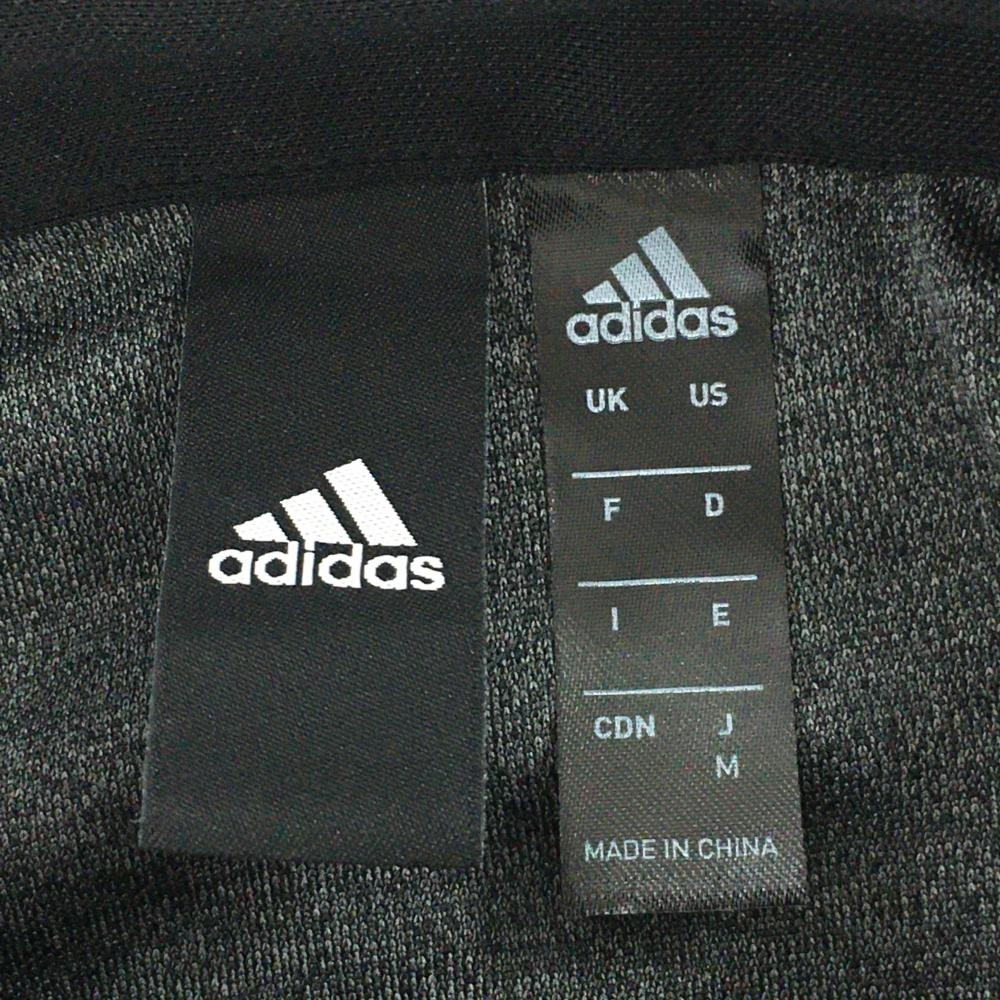 adidas
adidas
UK US
F D
I E
CDN J
M
MADE IN CHINA